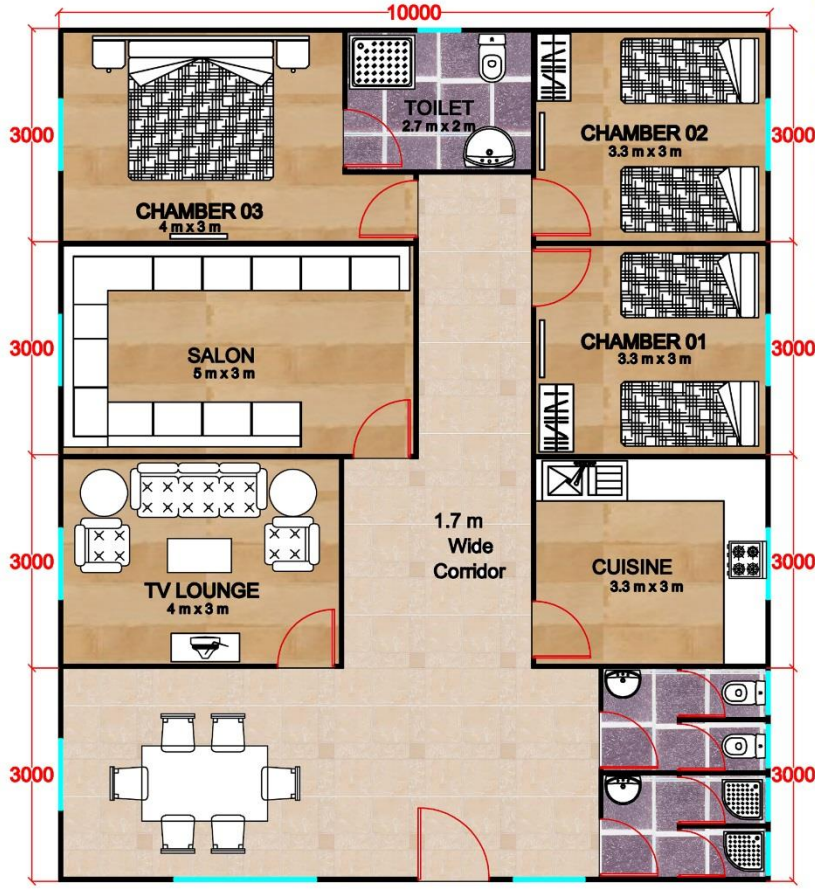 10000
3000
TOILET
2.7 m x 2 m
CHAMBER 02
3.3 m x 3 m
3000
CHAMBER 03
4 m x 3 m
3000
SALON
5 m x 3 m
CHAMBER 01
3.3 m x 3 m
3000
3000
TV LOUNGE
4 m x 3 m
1.7 m
Wide
Corridor
CUISINE
3.3 m x 3 m
3000
3000
3000